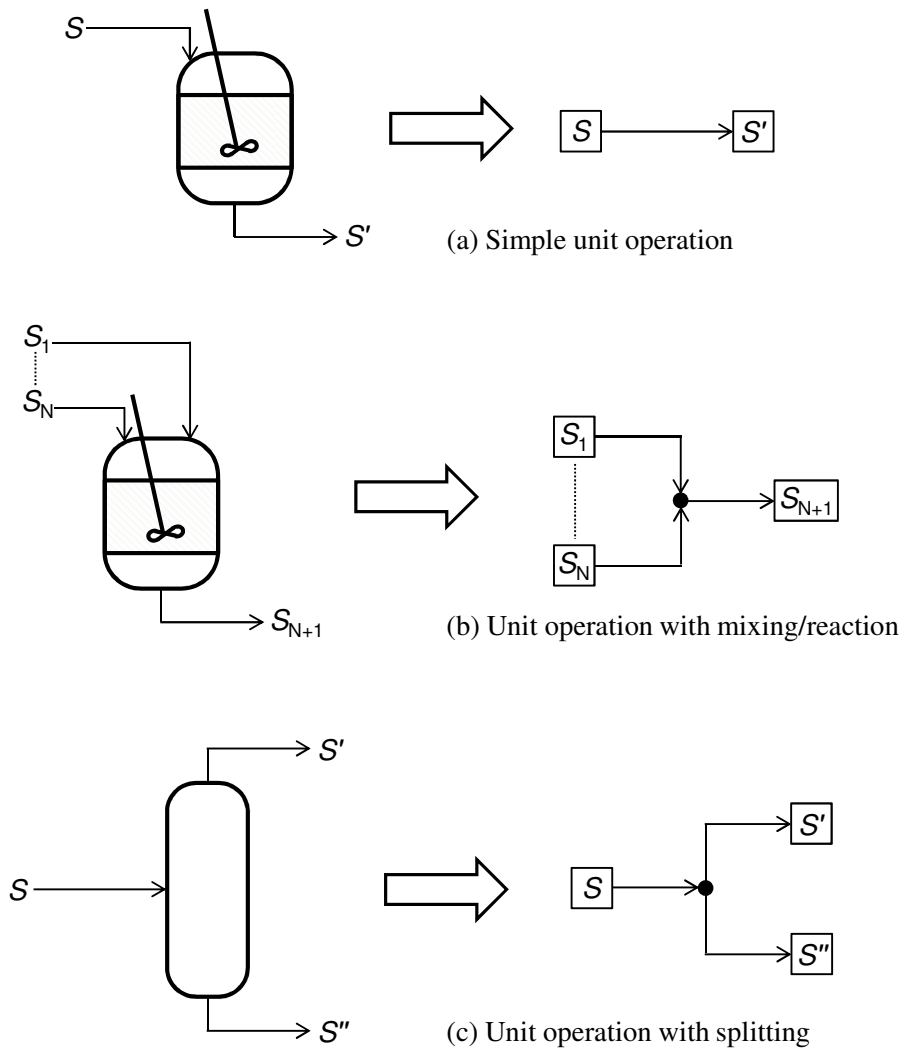 S
S'
S
S'
(a) Simple unit operation
S1
SN
SN+1
S1
SN
SN+1
(b) Unit operation with mixing/reaction
S'
S
S''
S
S'
S''
(c) Unit operation with splitting